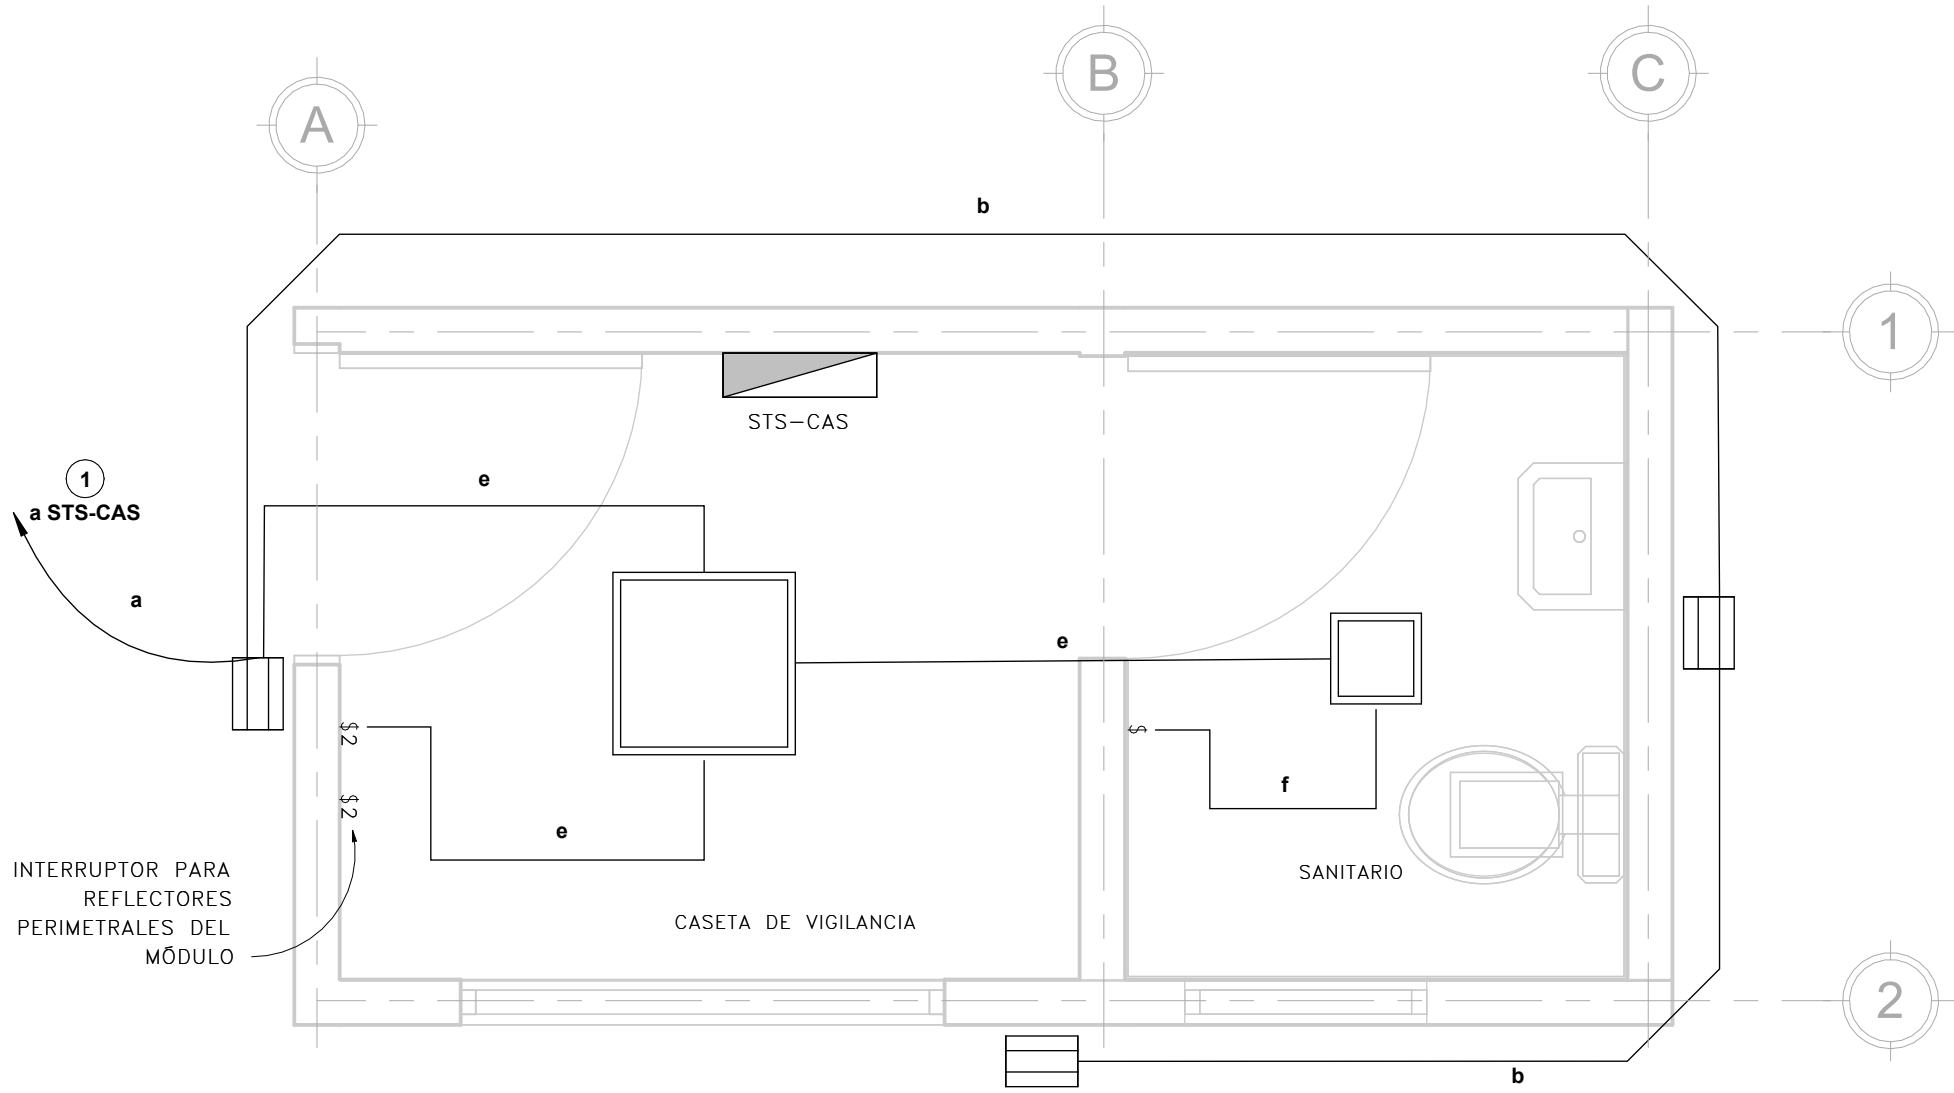 A
B
C
b
1
STS-CAS
1
a STS-CAS
e
a
e
$2
$
$2
f
e
INTERRUPTOR PARA
REFLECTORES
PERIMETRALES DEL
MÓDULO
SANITARIO
CASETA DE VIGILANCIA
2
b